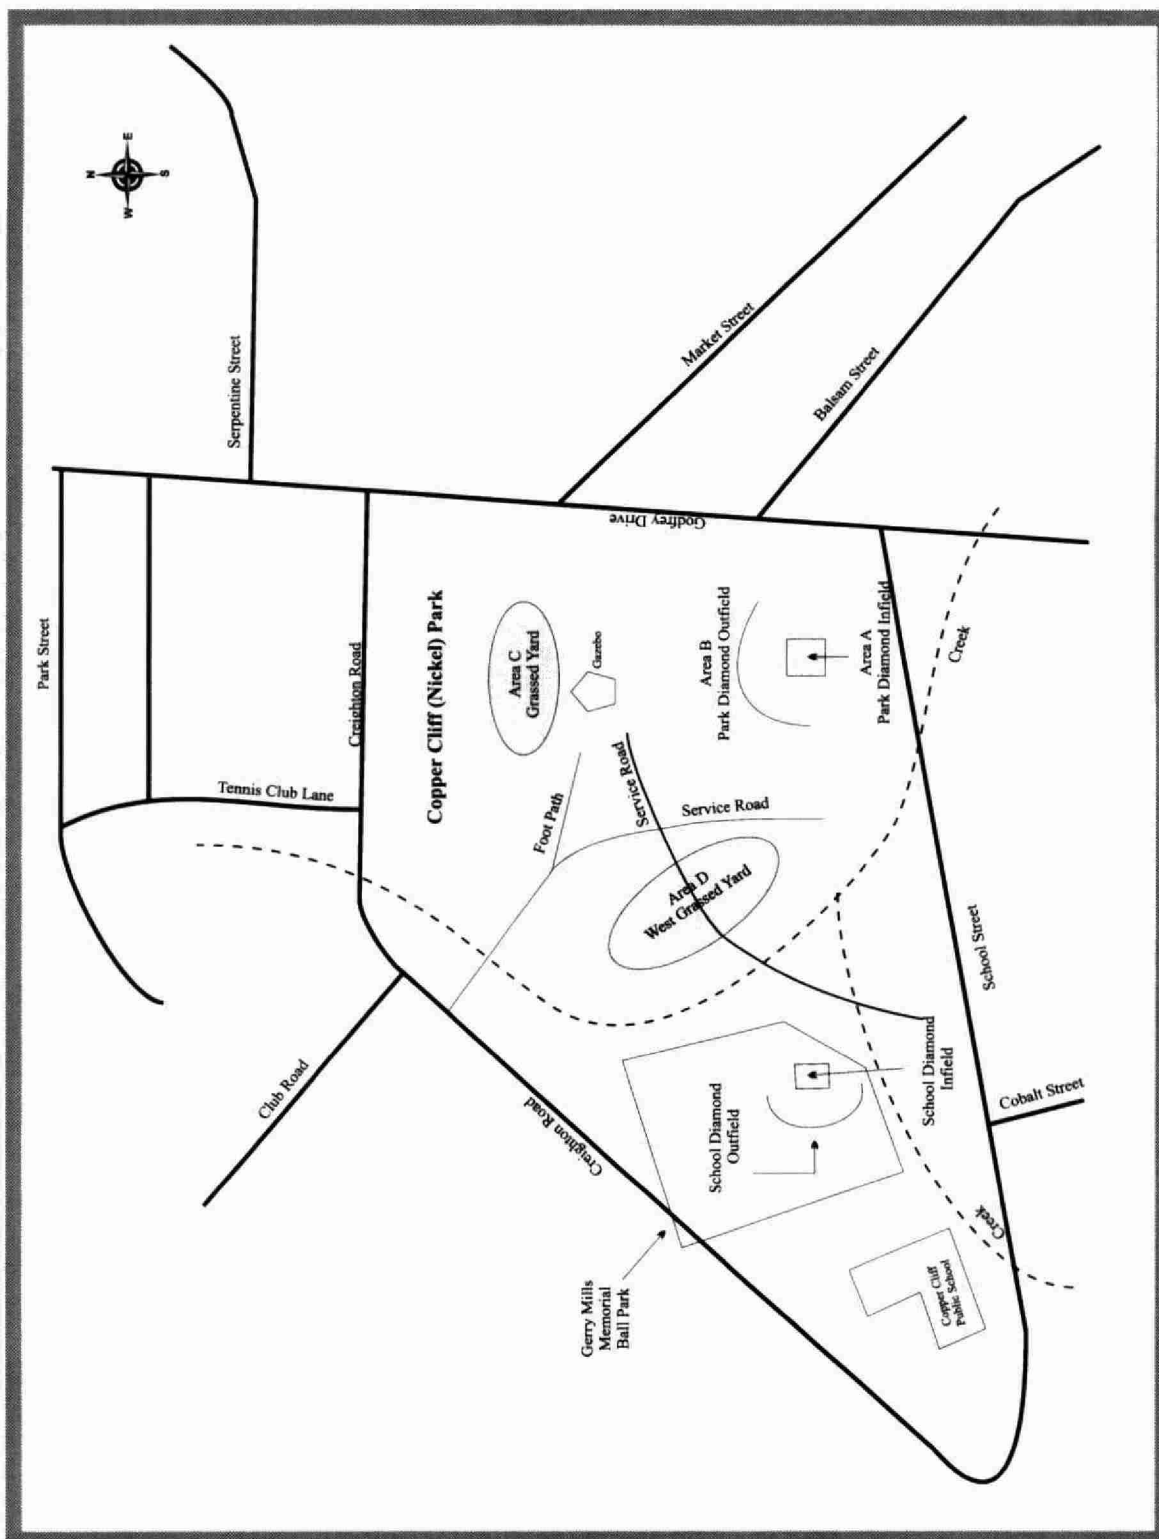 N
E
S
W
Park Street
Serpentine Street
Tennis Club Lane
Creighton Road
Copper Cliff (Nickel) Park
Market Street
Balsam Street
Godfrey Drive
Area C
Grassed Yard
Gazebo
Foot Path
Service Road
Service Road
Area B
Park Diamond Outfield
Area A
Park Diamond Infield
Creek
Area D
West Grassed Yard
Club Road
Creighton Road
School Diamond
Outfield
School Diamond
Infield
School Street
Cobalt Street
Gerry Mills
Memorial
Ball Park
Copper Cliff
Public School
Creek